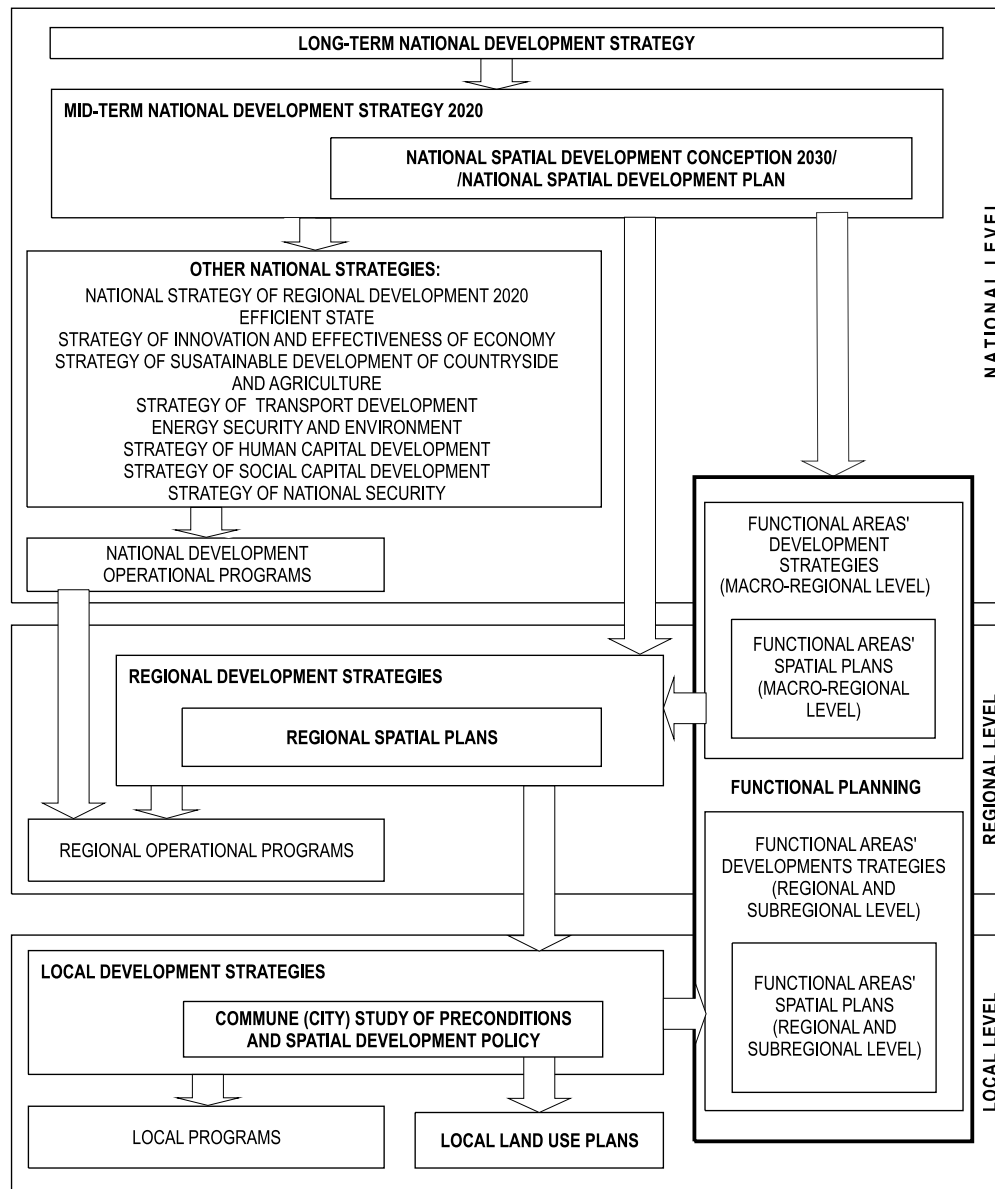 LONG-TERM NATIONAL DEVELOPMENT STRATEGY
MID-TERM NATIONAL DEVELOPMENT STRATEGY 2020
NATIONAL SPATIAL DEVELOPMENT CONCEPTION 2030/
/NATIONAL SPATIAL DEVELOPMENT PLAN
NATIONAL LEVEL
OTHER NATIONAL STRATEGIES:
NATIONAL STRATEGY OF REGIONAL DEVELOPMENT 2020
EFFICIENT STATE
STRATEGY OF INNOVATION AND EFFECTIVENESS OF ECONOMY
STRATEGY OF SUSATAINABLE DEVELOPMENT OF COUNTRYSIDE
AND AGRICULTURE
STRATEGY OF TRANSPORT DEVELOPMENT
ENERGY SECURITY AND ENVIRONMENT
STRATEGY OF HUMAN CAPITAL DEVELOPMENT
STRATEGY OF SOCIAL CAPITAL DEVELOPMENT
STRATEGY OF NATIONAL SECURITY
NATIONAL DEVELOPMENT
OPERATIONAL PROGRAMS
FUNCTIONAL AREAS'
DEVELOPMENT
STRATEGIES
(MACRO-REGIONAL LEVEL)
FUNCTIONAL AREAS'
SPATIAL PLANS
(MACRO-REGIONAL
LEVEL)
REGIONAL DEVELOPMENT STRATEGIES
REGIONAL SPATIAL PLANS
REGIONAL LEVEL
FUNCTIONAL PLANNING
REGIONAL OPERATIONAL PROGRAMS
FUNCTIONAL AREAS'
DEVELOPMENTS TRATEGIES
(REGIONAL AND
SUBREGIONAL LEVEL)
FUNCTIONAL AREAS'
SPATIAL PLANS
(REGIONAL AND
SUBREGIONAL LEVEL)
LOCAL DEVELOPMENT STRATEGIES
COMMUNE (CITY) STUDY OF PRECONDITIONS
AND SPATIAL DEVELOPMENT POLICY
LOCAL LEVEL
LOCAL PROGRAMS
LOCAL LAND USE PLANS